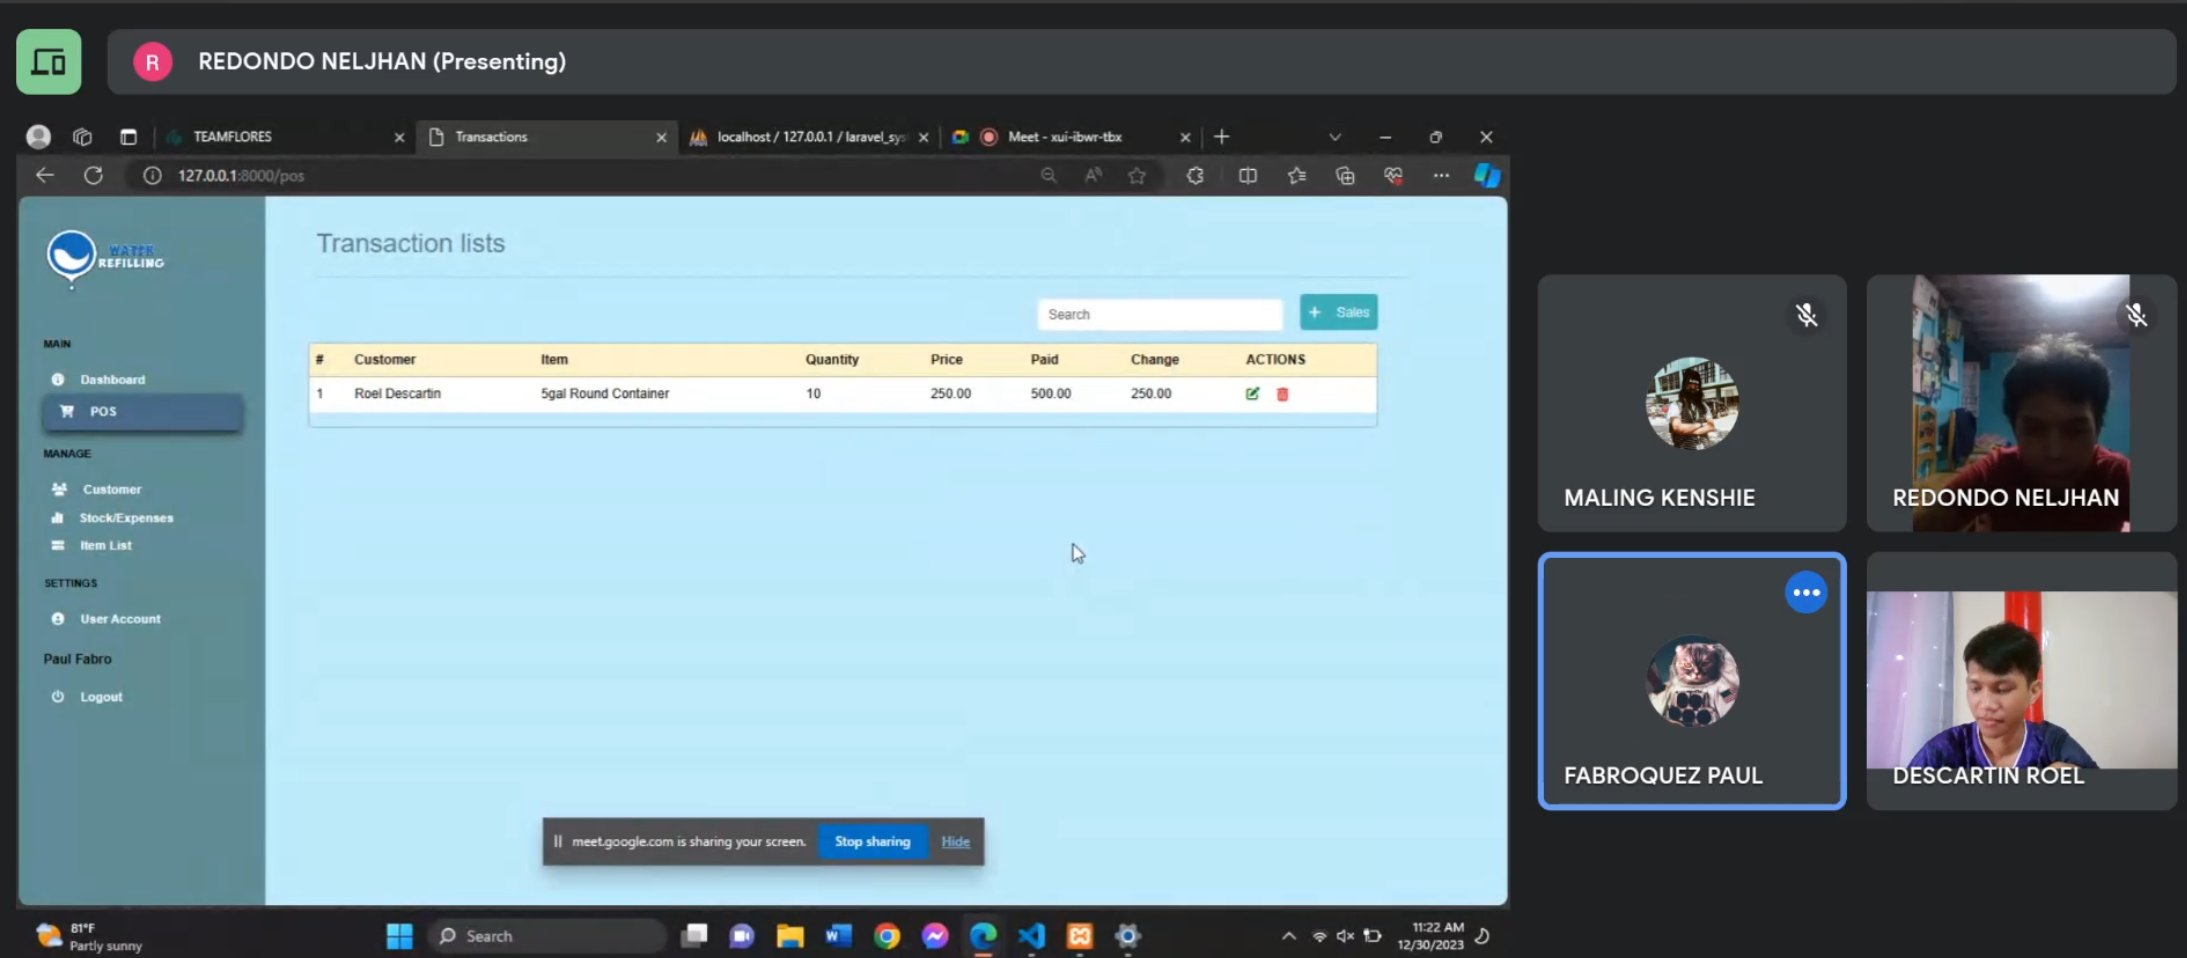 R REDONDO NELJHAN (Presenting)
TEAMFLORES
Transactions
localhost / 127.0.0.1 / laravel_sys
Meet - xui-ibwr-tbx
127.0.0.1:8000/pos
WATER
REFILLING
MAIN
Dashboard
POS
MANAGE
Customer
Stock/Expenses
Item List
SETTINGS
User Account
Paul Fabro
Logout
Transaction lists
Search
+ Sales
# Customer Item Quantity Price Paid Change ACTIONS
1 Roel Descartin 5gal Round Container 10 250.00 500.00 250.00
meet.google.com is sharing your screen. Stop sharing Hide
MALING KENSHIE
REDONDO NELJHAN
FABROQUEZ PAUL
DESCARTIN ROEL
81°F
Partly sunny
Search
11:22 AM
12/30/2023